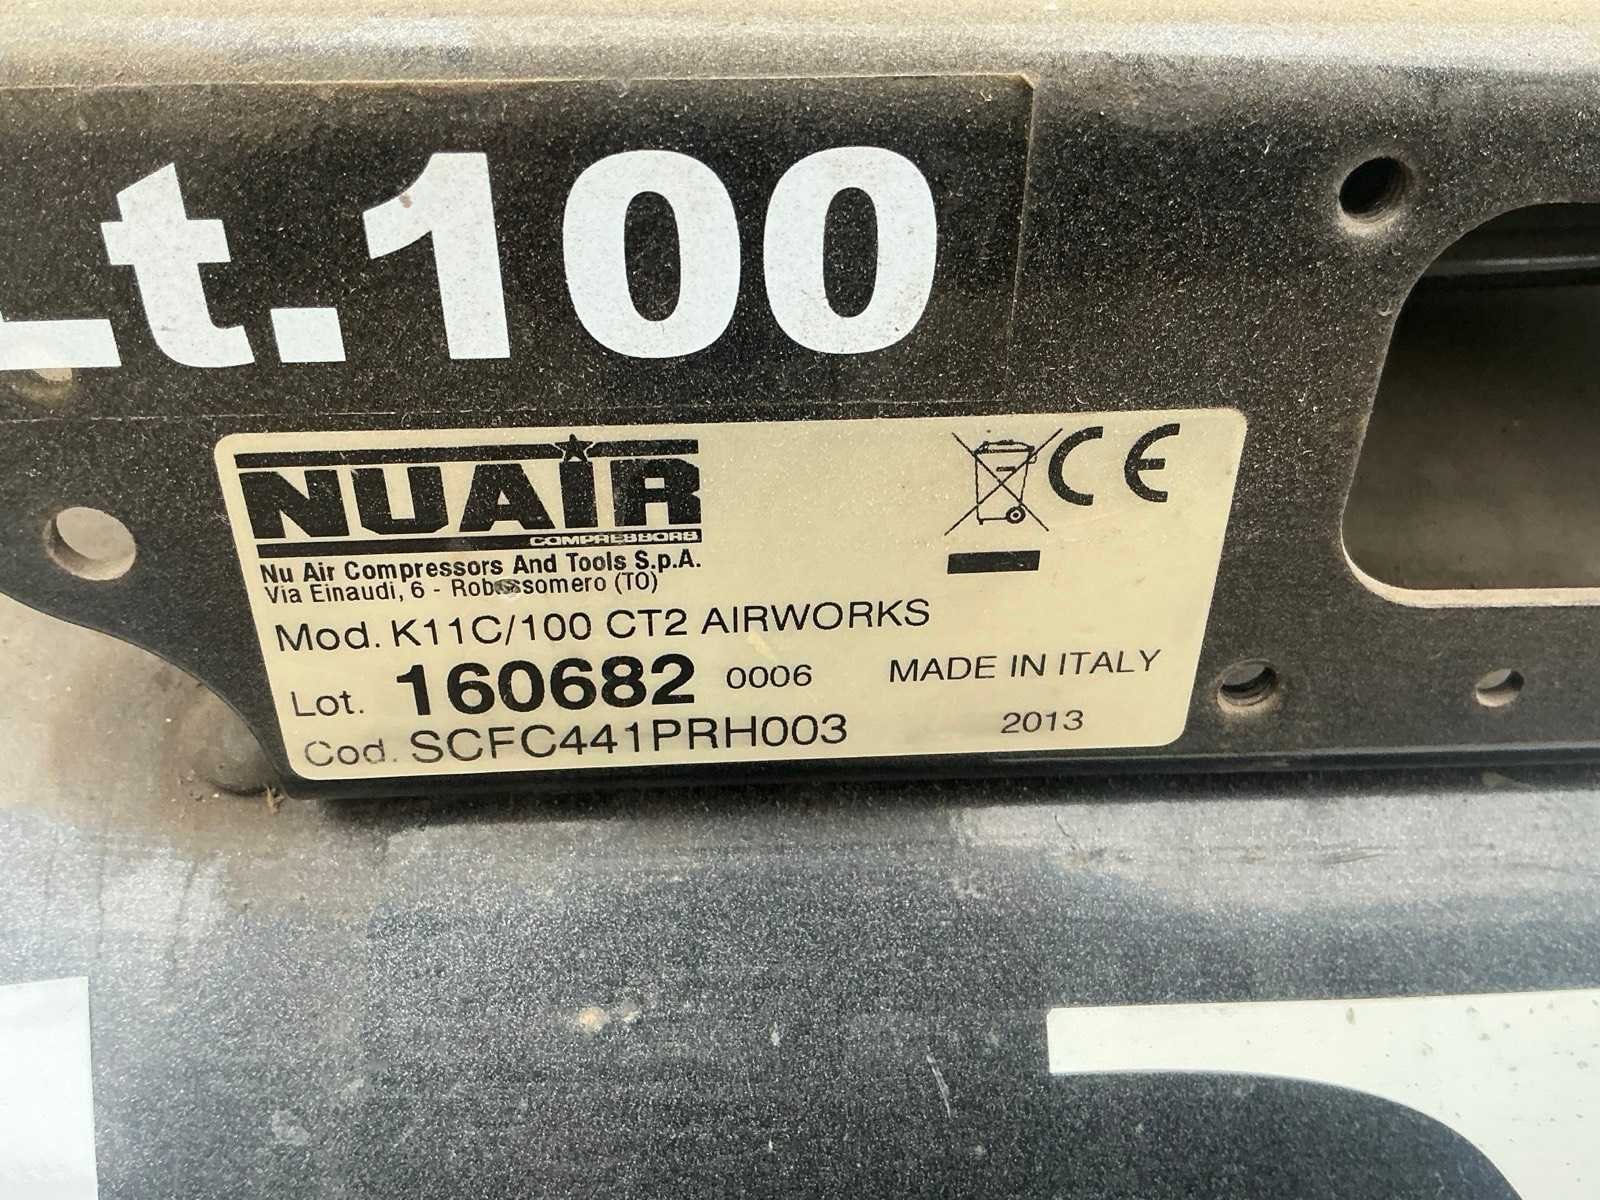 Lt.100
NUAIR
COMPRESSORS
Nu Air Compressors And Tools S.p.A.
Via Einaudi, 6 - Robassomero (TO)
CE
Mod. K11C/100 CT2 AIRWORKS
Lot. 160682 0006 MADE IN ITALY
Cod. SCFC441PRH003 2013